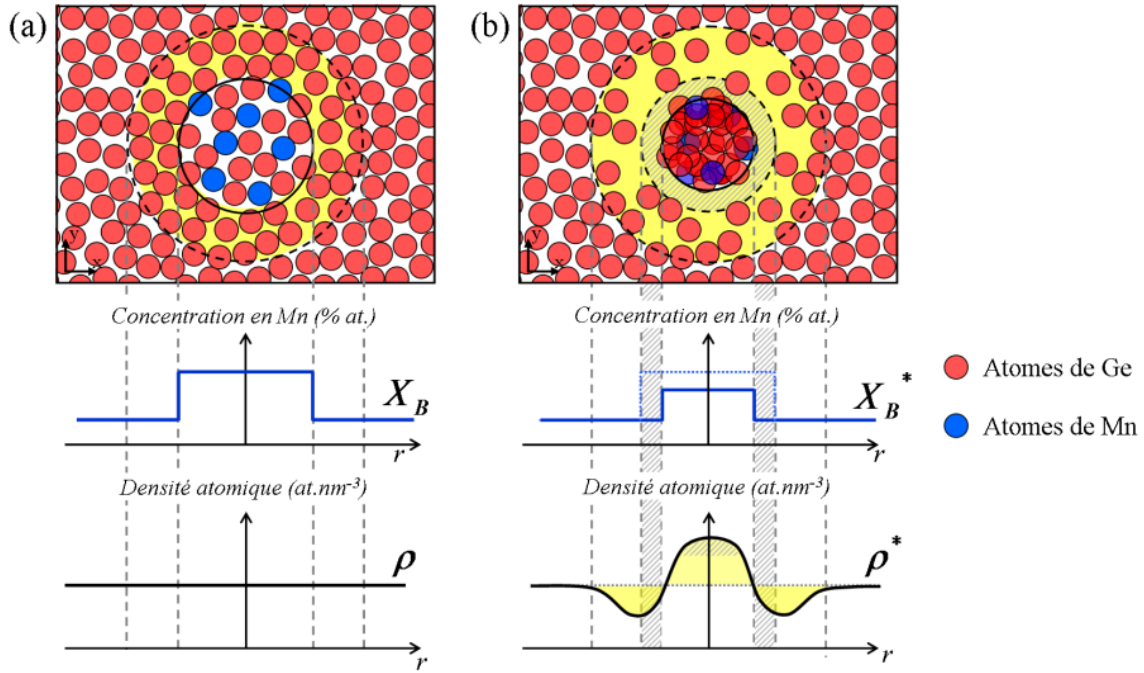 (a)
(b)
y
x
y
x
Concentration en Mn (% at.)
Concentration en Mn (% at.)
X_B
r
X_B*
r
Atomes de Ge
Atomes de Mn
Densité atomique (at.nm⁻³)
Densité atomique (at.nm⁻³)
ρ
r
ρ*
r